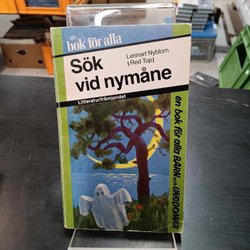 en
bok för alla
Lennart Nyblom
(Red Top)
Sök
vid nymåne
Litteraturfrämjandet
en bok för alla BARN och UNGDOMAR